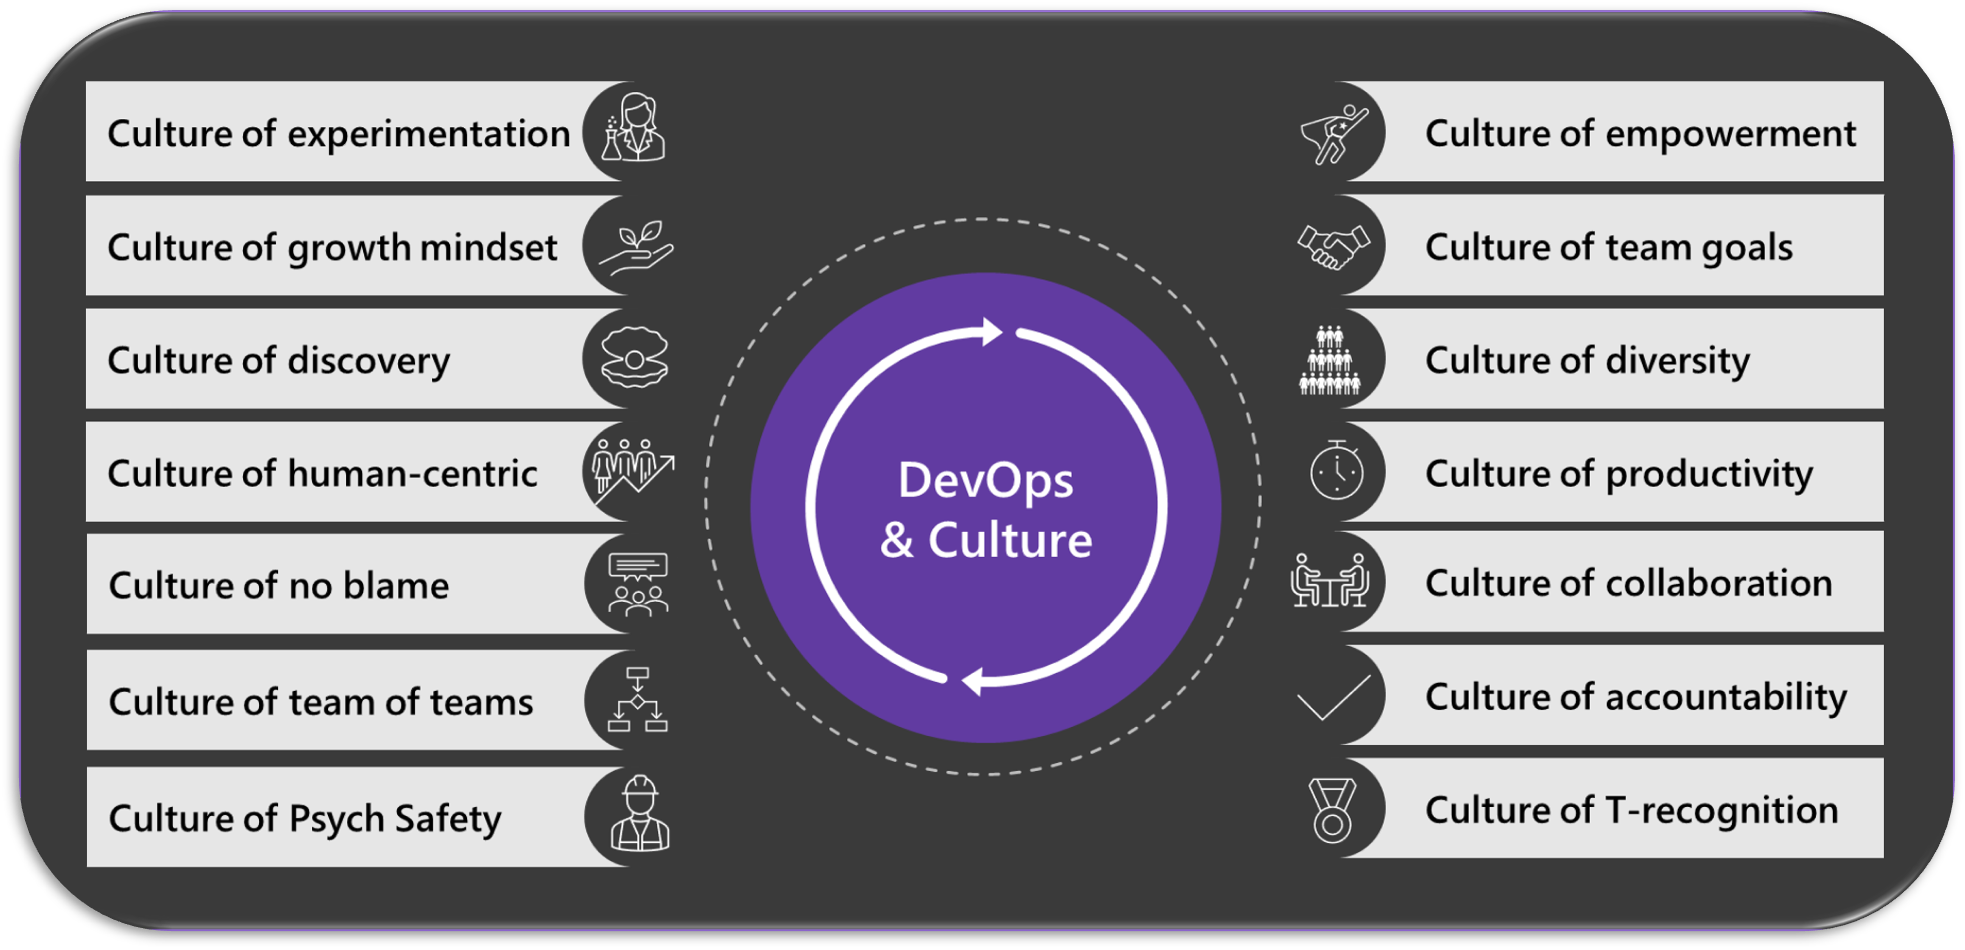 Culture of experimentation
Culture of growth mindset
Culture of discovery
Culture of human-centric
Culture of no blame
Culture of team of teams
Culture of Psych Safety
DevOps
& Culture
Culture of empowerment
Culture of team goals
Culture of diversity
Culture of productivity
Culture of collaboration
Culture of accountability
Culture of T-recognition